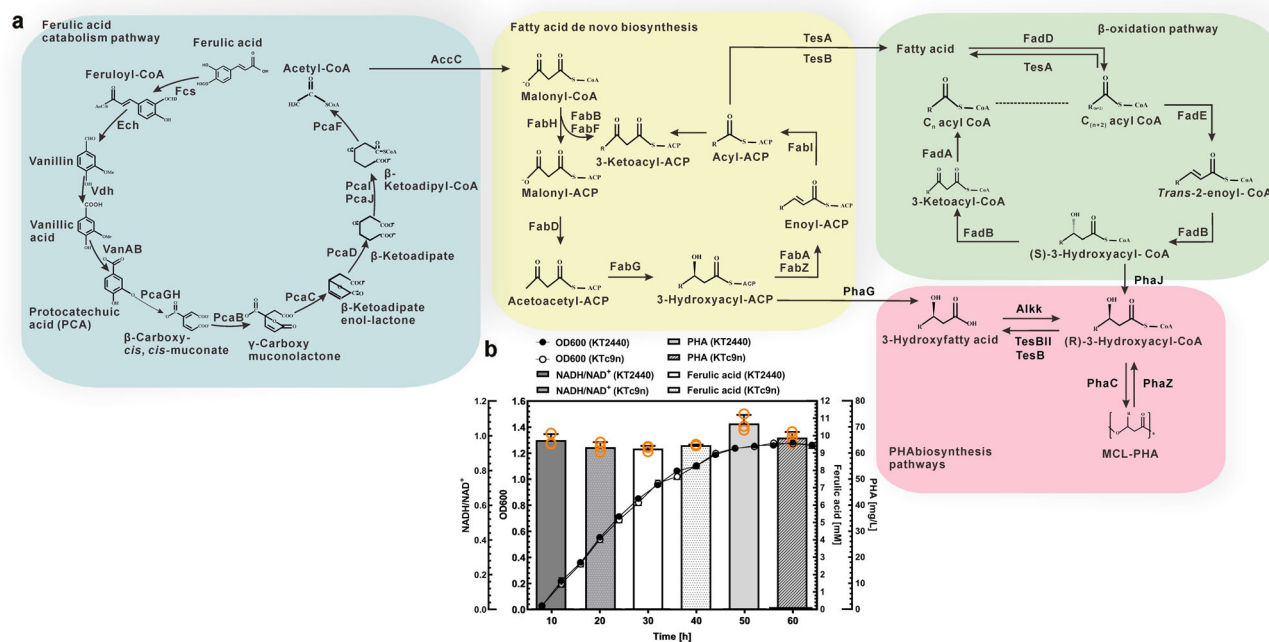 a
Ferulic acid
catabolism pathway
Ferulic acid
Feruloyl-CoA
Fcs
Ech
Vanillin
Vdh
Vanillic
acid
VanAB
Protocatechuic
acid (PCA)
PcaGH
β-Carboxy-
cis, cis-muconate
PcaB
γ-Carboxy
muconolactone
PcaC
β-Ketoadipate
enol-lactone
PcaD
β-Ketoadipate
PcaI
PcaJ
β-
Ketoadipyl-CoA
PcaF
Acetyl-CoA
AccC
Fatty acid de novo biosynthesis
Malonyl-CoA
FabH
FabB
FabF
Malonyl-ACP
3-Ketoacyl-ACP
Acyl-ACP
FabI
Enoyl-ACP
FabD
Acetoacetyl-ACP
FabG
3-Hydroxyacyl-ACP
FabA
FabZ
TesA
TesB
β-oxidation pathway
Fatty acid
FadD
TesA
Cn acyl CoA
C(n+2) acyl CoA
FadE
Trans-2-enoyl- CoA
FadB
(S)-3-Hydroxyacyl- CoA
FadB
3-Ketoacyl-CoA
FadA
PhaJ
PhaG
3-Hydroxyfatty acid
Alkk
TesBII
TesB
(R)-3-Hydroxyacyl-CoA
PhaC
PhaZ
MCL-PHA
PHAbiosynthesis
pathways
b
OD600 (KT2440)
OD600 (KTc9n)
NADH/NAD+ (KT2440)
NADH/NAD+ (KTc9n)
PHA (KT2440)
PHA (KTc9n)
Ferulic acid (KT2440)
Ferulic acid (KTc9n)
NADH/NAD+
1.2
1.0
0.8
0.6
0.4
0.2
0.0
OD600
1.6
1.4
1.2
1.0
1.2
1.4
0.6
0.4
0.2
0.0
12
11
10
9
8
7
6
5
4
3
2
1
0
Ferulic acid [mM]
80
70
60
50
40
30
20
10
0
PHA [mg/L]
10
20
30
40
50
60
Time [h]